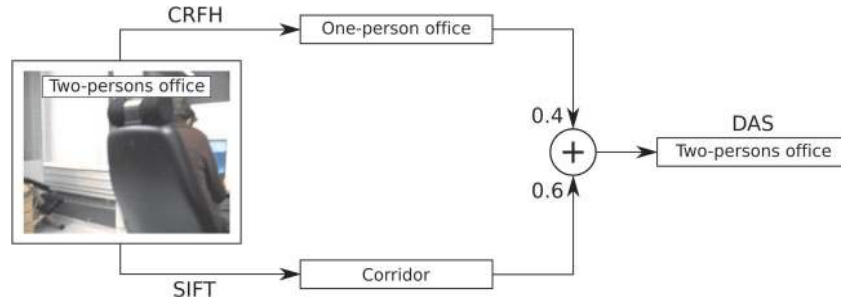 CRFH
One-person office
Two-persons office
0.4
DAS
+
Two-persons office
0.6
Corridor
SIFT